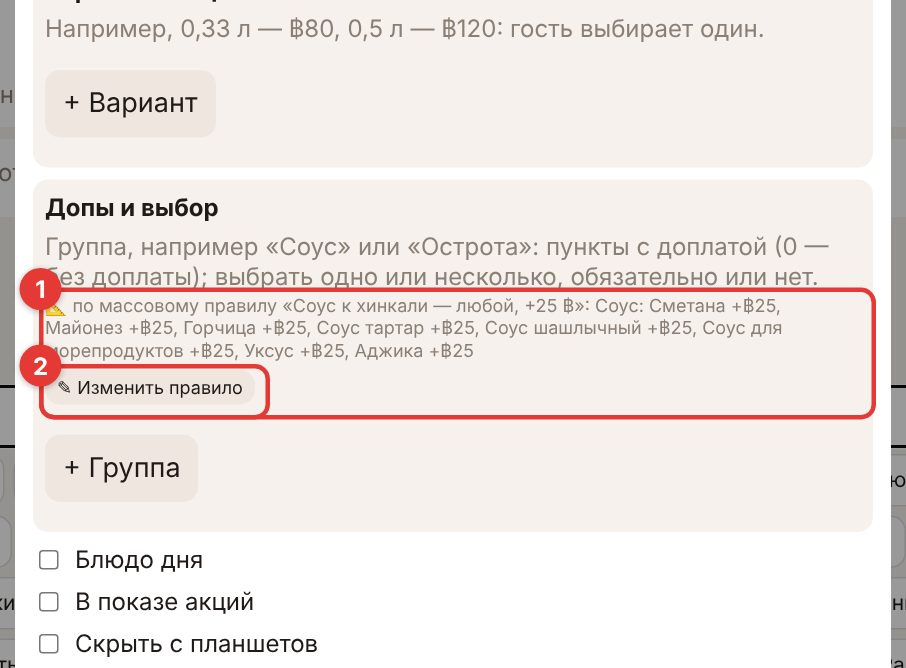 Например, 0,33 л — ฿80, 0,5 л — ฿120: гость выбирает один.
+ Вариант
Допы и выбор
Группа, например «Соус» или «Острота»: пункты с доплатой (0 —
без доплаты); выбрать одно или несколько, обязательно или нет.
1
📐 по массовому правилу «Соус к хинкали — любой, +25 ฿»: Соус: Сметана +฿25,
Майонез +฿25, Горчица +฿25, Соус тартар +฿25, Соус шашлычный +฿25, Соус для
морепродуктов +฿25, Уксус +฿25, Аджика +฿25
2
✎ Изменить правило
+ Группа
Блюдо дня
В показе акций
Скрыть с планшетов